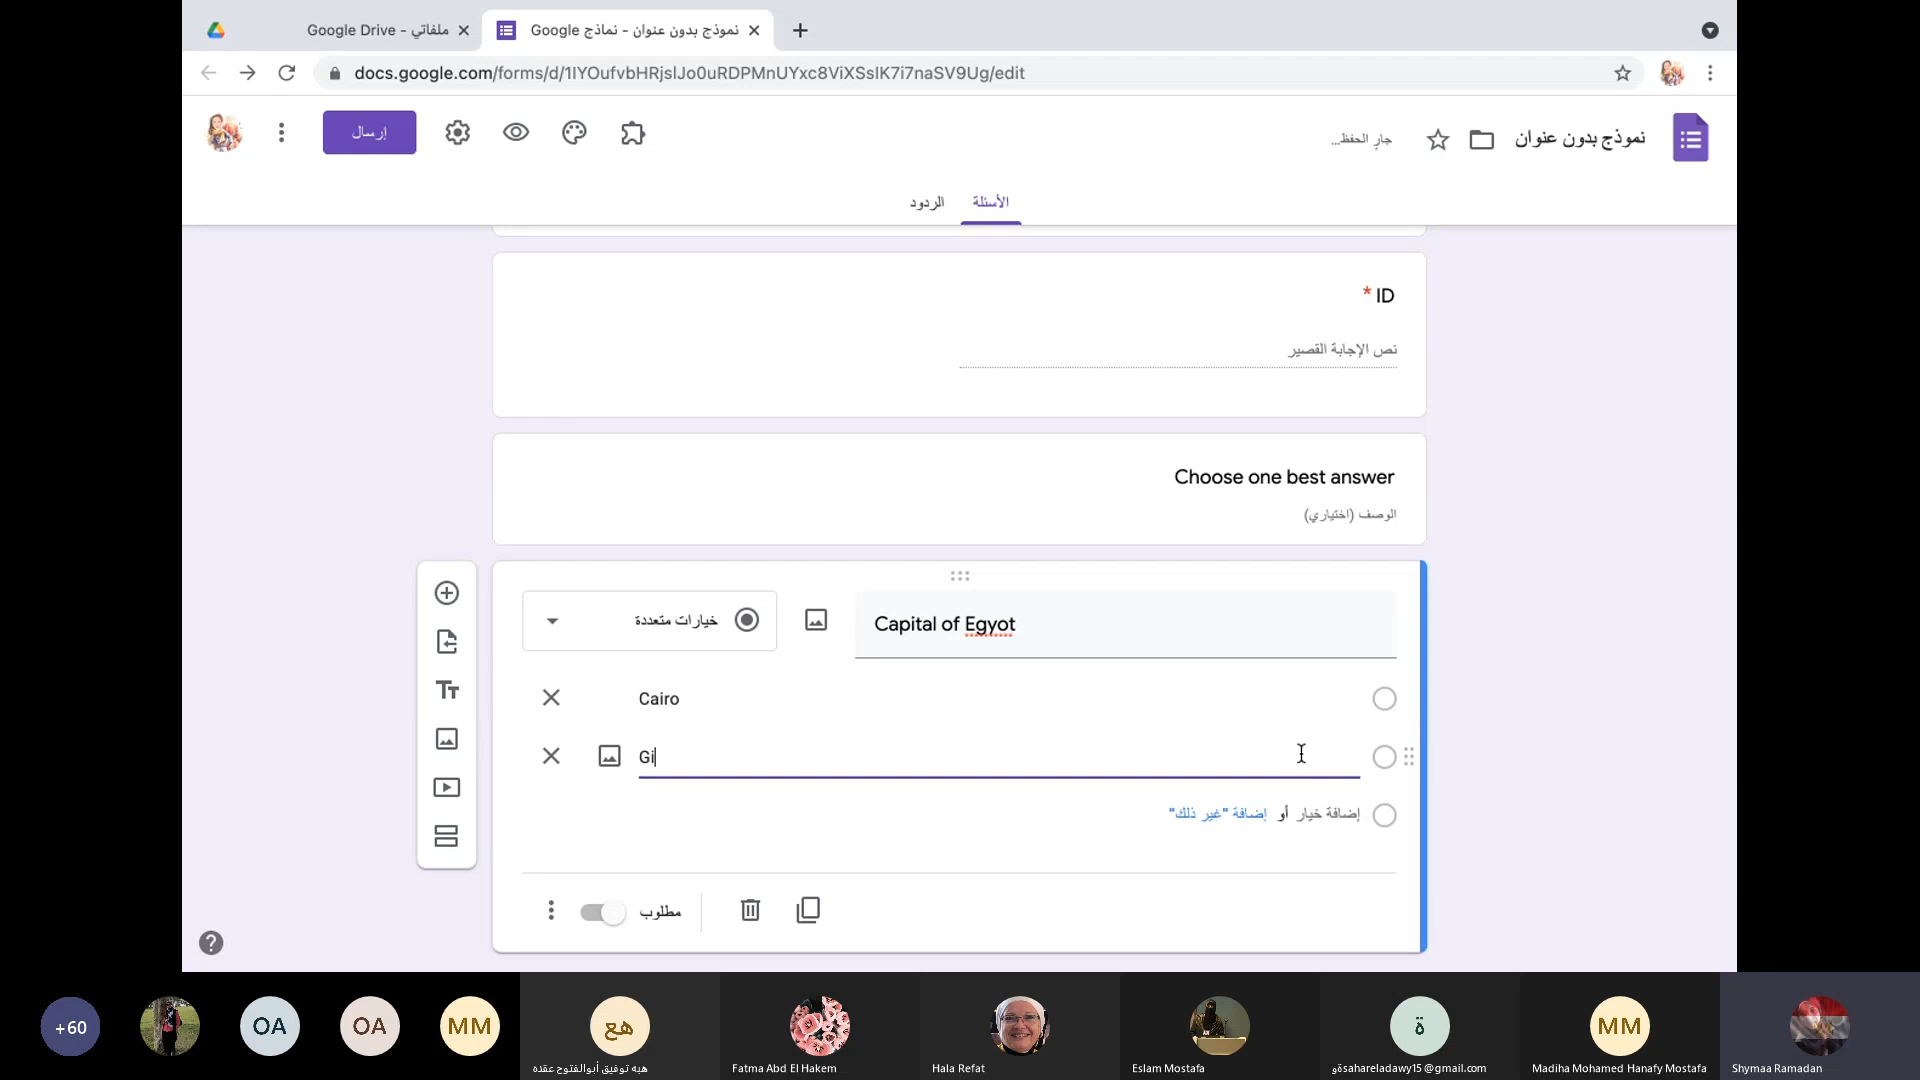 ملفاتي - Google Drive
نموذج بدون عنوان - نماذج Google
docs.google.com/forms/d/1IYOufvbHRjslJo0uRDPMnUYxc8ViXSsIK7i7naSV9Ug/edit
نموذج بدون عنوان
جارٍ الحفظ...
إرسال
الأسئلة
الردود
ID *
نص الإجابة القصير
Choose one best answer
الوصف (اختياري)
Capital of Egyot
خيارات متعددة
Cairo
Gi
إضافة خيار أو إضافة "غير ذلك"
مطلوب
+60
OA
OA
MM
هع
ة
MM
هبه توفيق أبوالفتوح عقده
Fatma Abd El Hakem
Hala Refat
Eslam Mostafa
ةوsahareladawy15@gmail.com
Madiha Mohamed Hanafy Mostafa
Shymaa Ramadan